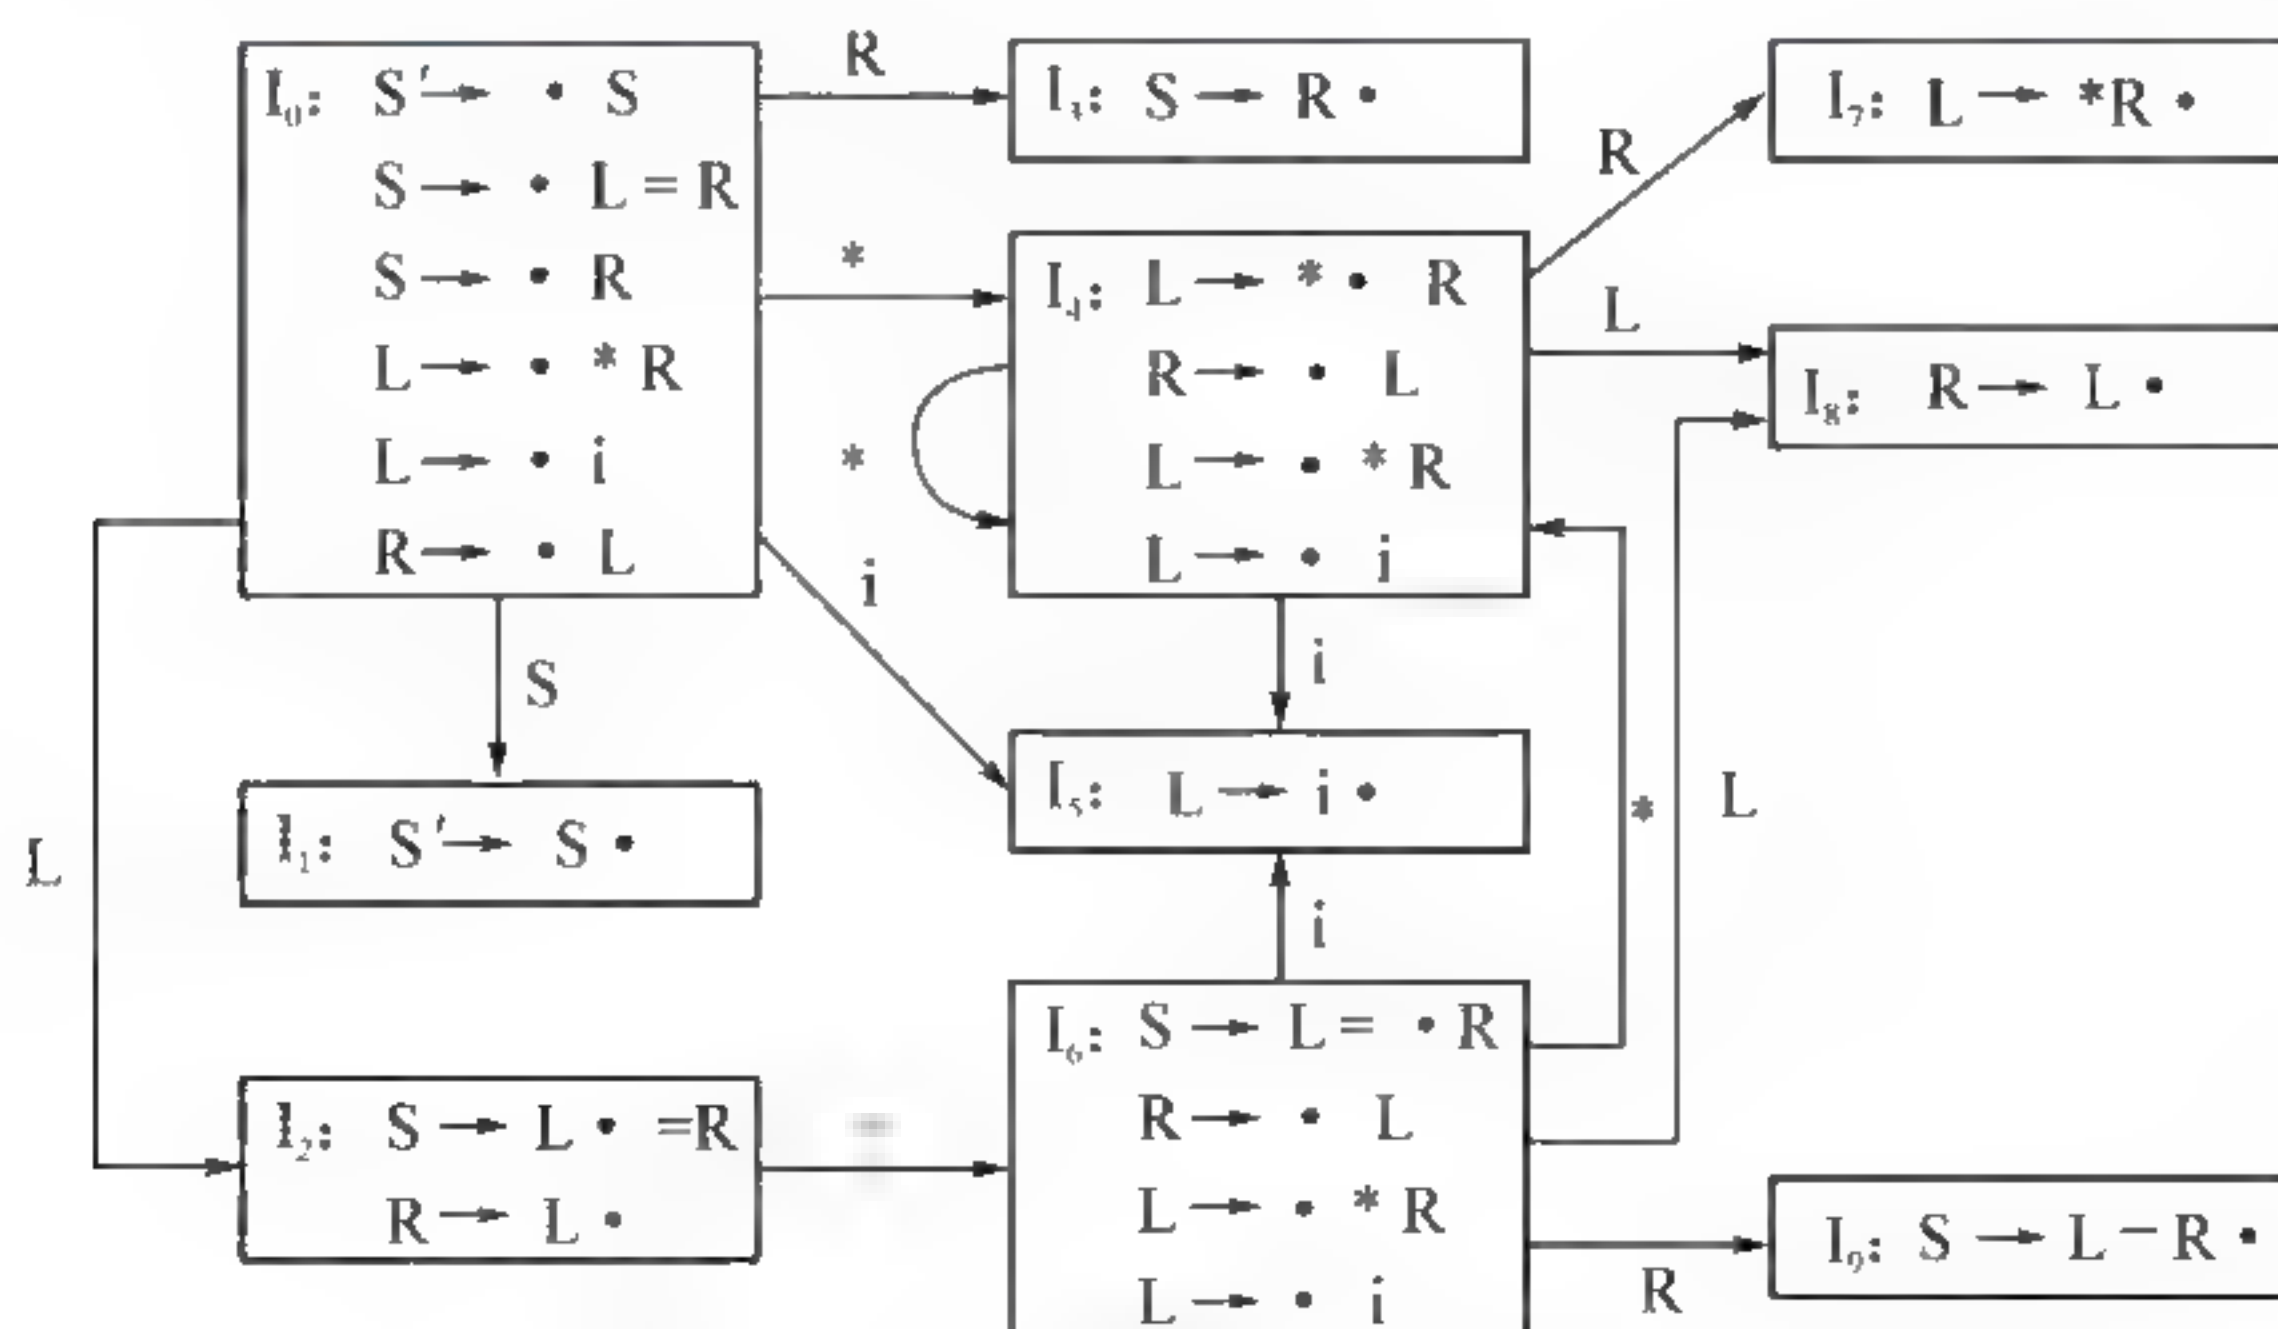 I₀: S′→ • S
S→ • L=R
S→ • R
L→ • *R
L→ • i
R→ • L
R
I₃: S→R •
*
I₄: L→ * • R
R→ • L
L→ • *R
L→ • i
*
i
R
I₇: L→ *R •
L
I₈: R→ L •
S
i
I₁: S′→ S •
I₅: L→ i •
L
i
*
L
I₂: S→L • =R
R→L •
I₆: S→L= • R
R→ • L
L→ • *R
L→ • i
R
I₉: S→L−R •